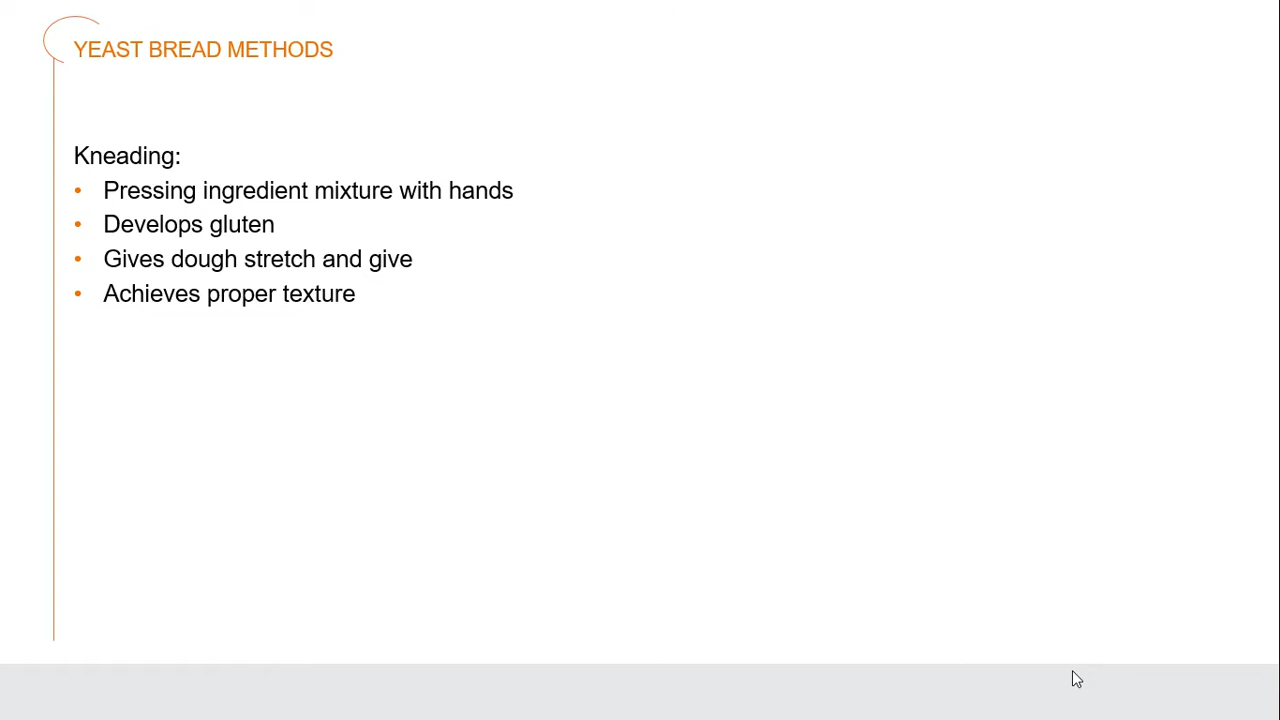 YEAST BREAD METHODS
Kneading:
• Pressing ingredient mixture with hands
• Develops gluten
• Gives dough stretch and give
• Achieves proper texture